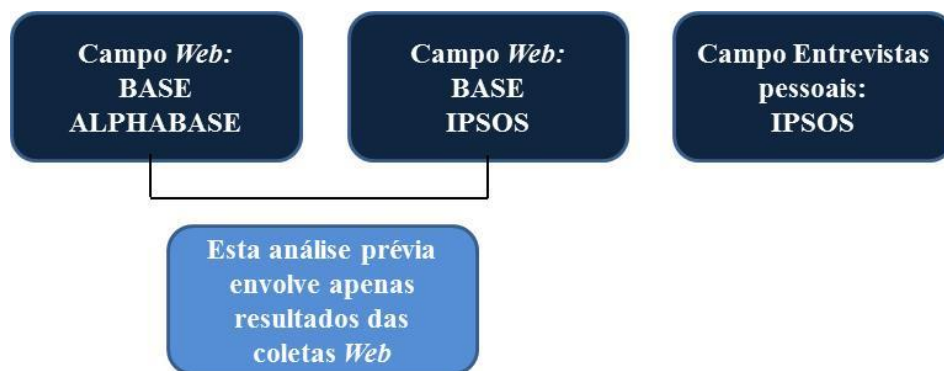 Campo Web:
BASE
ALPHABASE
Campo Web:
BASE
IPSOS
Campo Entrevistas
pessoais:
IPSOS
Esta análise prévia
envolve apenas
resultados das
coletas Web